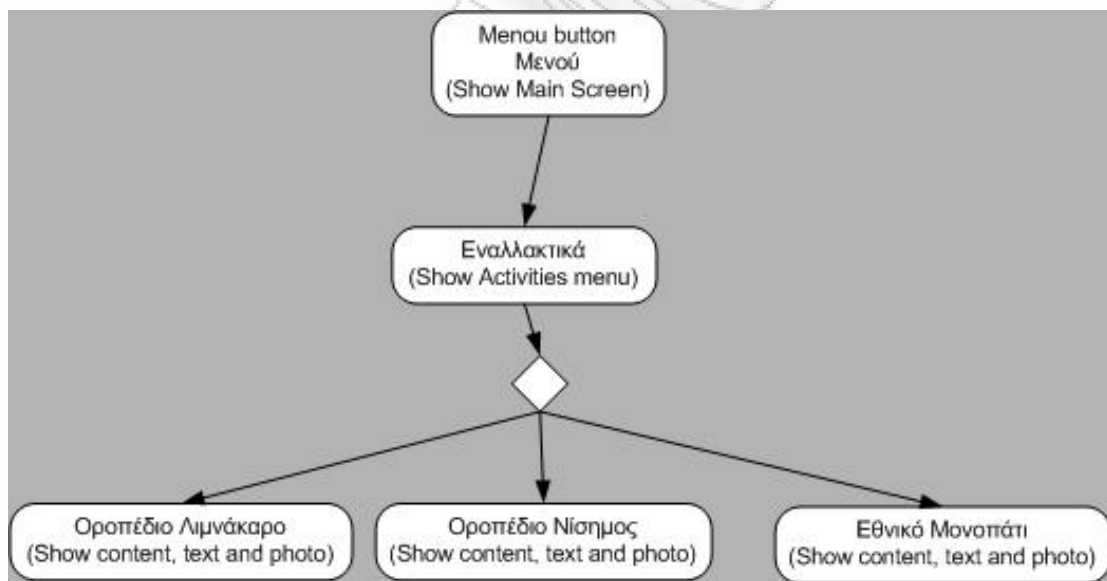 Menou button
Μενού
(Show Main Screen)
Εναλλακτικά
(Show Activities menu)
Οροπέδιο Λιμνάκαρο
(Show content, text and photo)
Οροπέδιο Νίσημος
(Show content, text and photo)
Εθνικό Μονοπάτι
(Show content, text and photo)